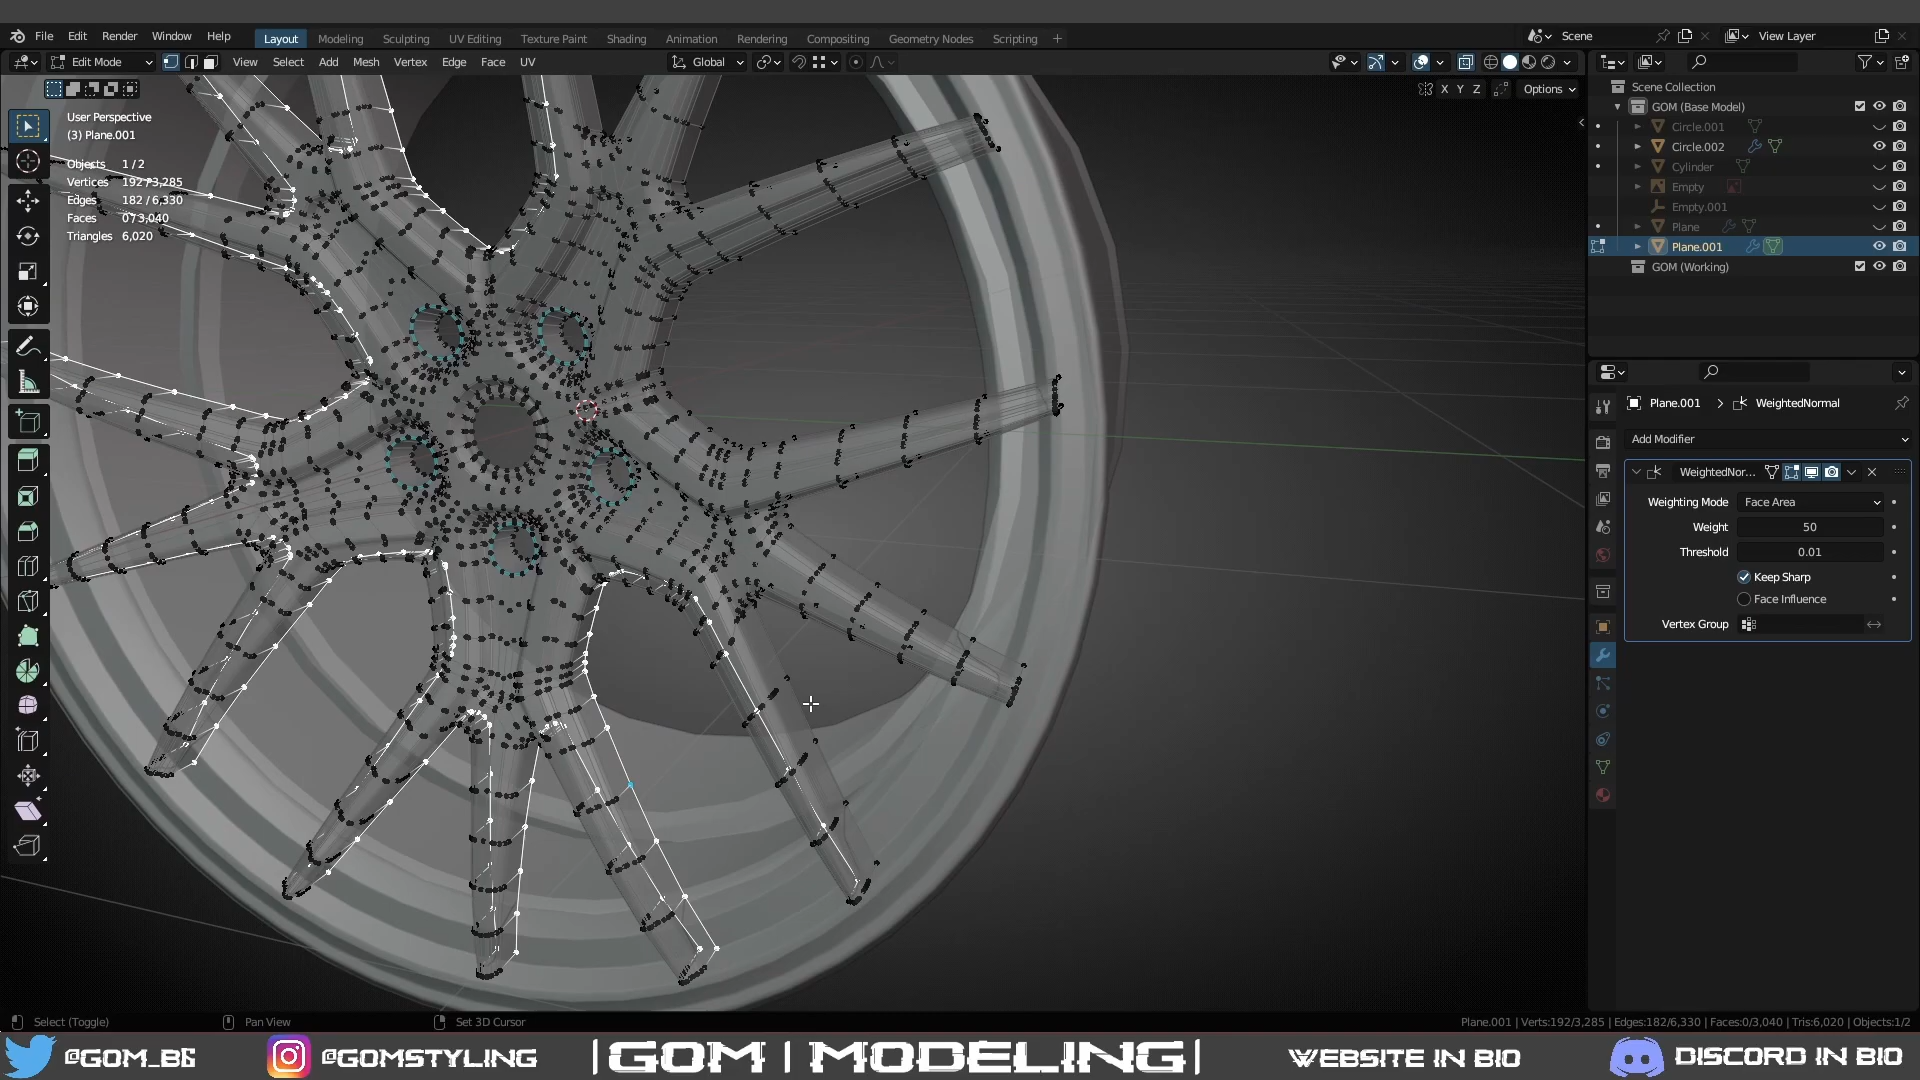 File Edit Render Window Help
Layout Modeling Sculpting UV Editing Texture Paint Shading Animation Rendering Compositing Geometry Nodes Scripting +
Scene
View Layer
Edit Mode
View Select Add Mesh Vertex Edge Face UV
Global
X Y Z
Options
User Perspective
(3) Plane.001
Objects 1 / 2
Vertices 192 / 3,285
Edges 182 / 6,330
Faces 0 / 3,040
Triangles 6,020
Scene Collection
GOM (Base Model)
Circle.001
Circle.002
Cylinder
Empty
Empty.001
Plane
Plane.001
GOM (Working)
Plane.001 > WeightedNormal
Add Modifier
WeightedNor...
Weighting Mode Face Area
Weight 50
Threshold 0.01
Keep Sharp
Face Influence
Vertex Group
Select (Toggle)
Pan View
Set 3D Cursor
Plane.001 | Verts:192/3,285 | Edges:182/6,330 | Faces:0/3,040 | Tris:6,020 | Objects:1/2
@GOM_86
@GOMSTYLING
|GOM | MODELING|
WEBSITE IN BIO
DISCORD IN BIO